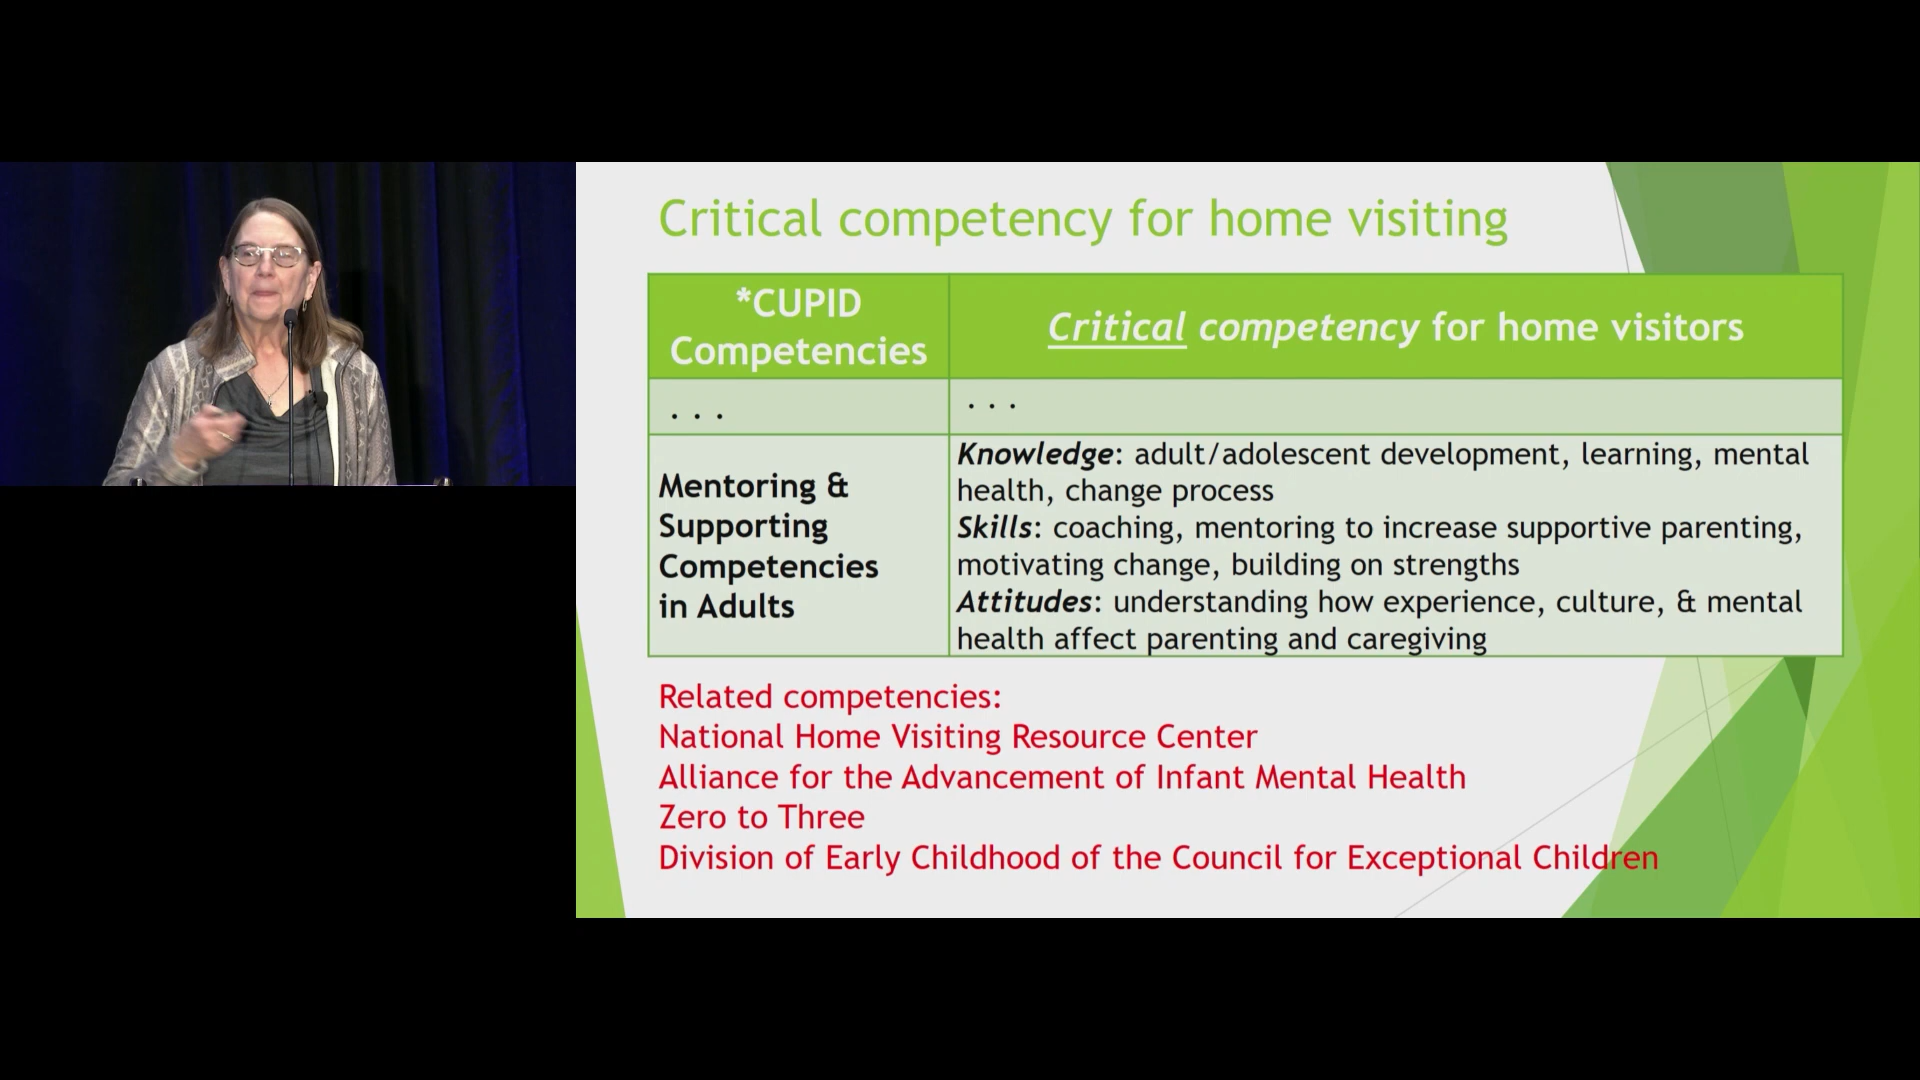 Critical competency for home visiting
*CUPID
Competencies
Critical competency for home visitors
. . .
. . .
Mentoring &
Supporting
Competencies
in Adults
Knowledge: adult/adolescent development, learning, mental
health, change process
Skills: coaching, mentoring to increase supportive parenting,
motivating change, building on strengths
Attitudes: understanding how experience, culture, & mental
health affect parenting and caregiving
Related competencies:
National Home Visiting Resource Center
Alliance for the Advancement of Infant Mental Health
Zero to Three
Division of Early Childhood of the Council for Exceptional Children